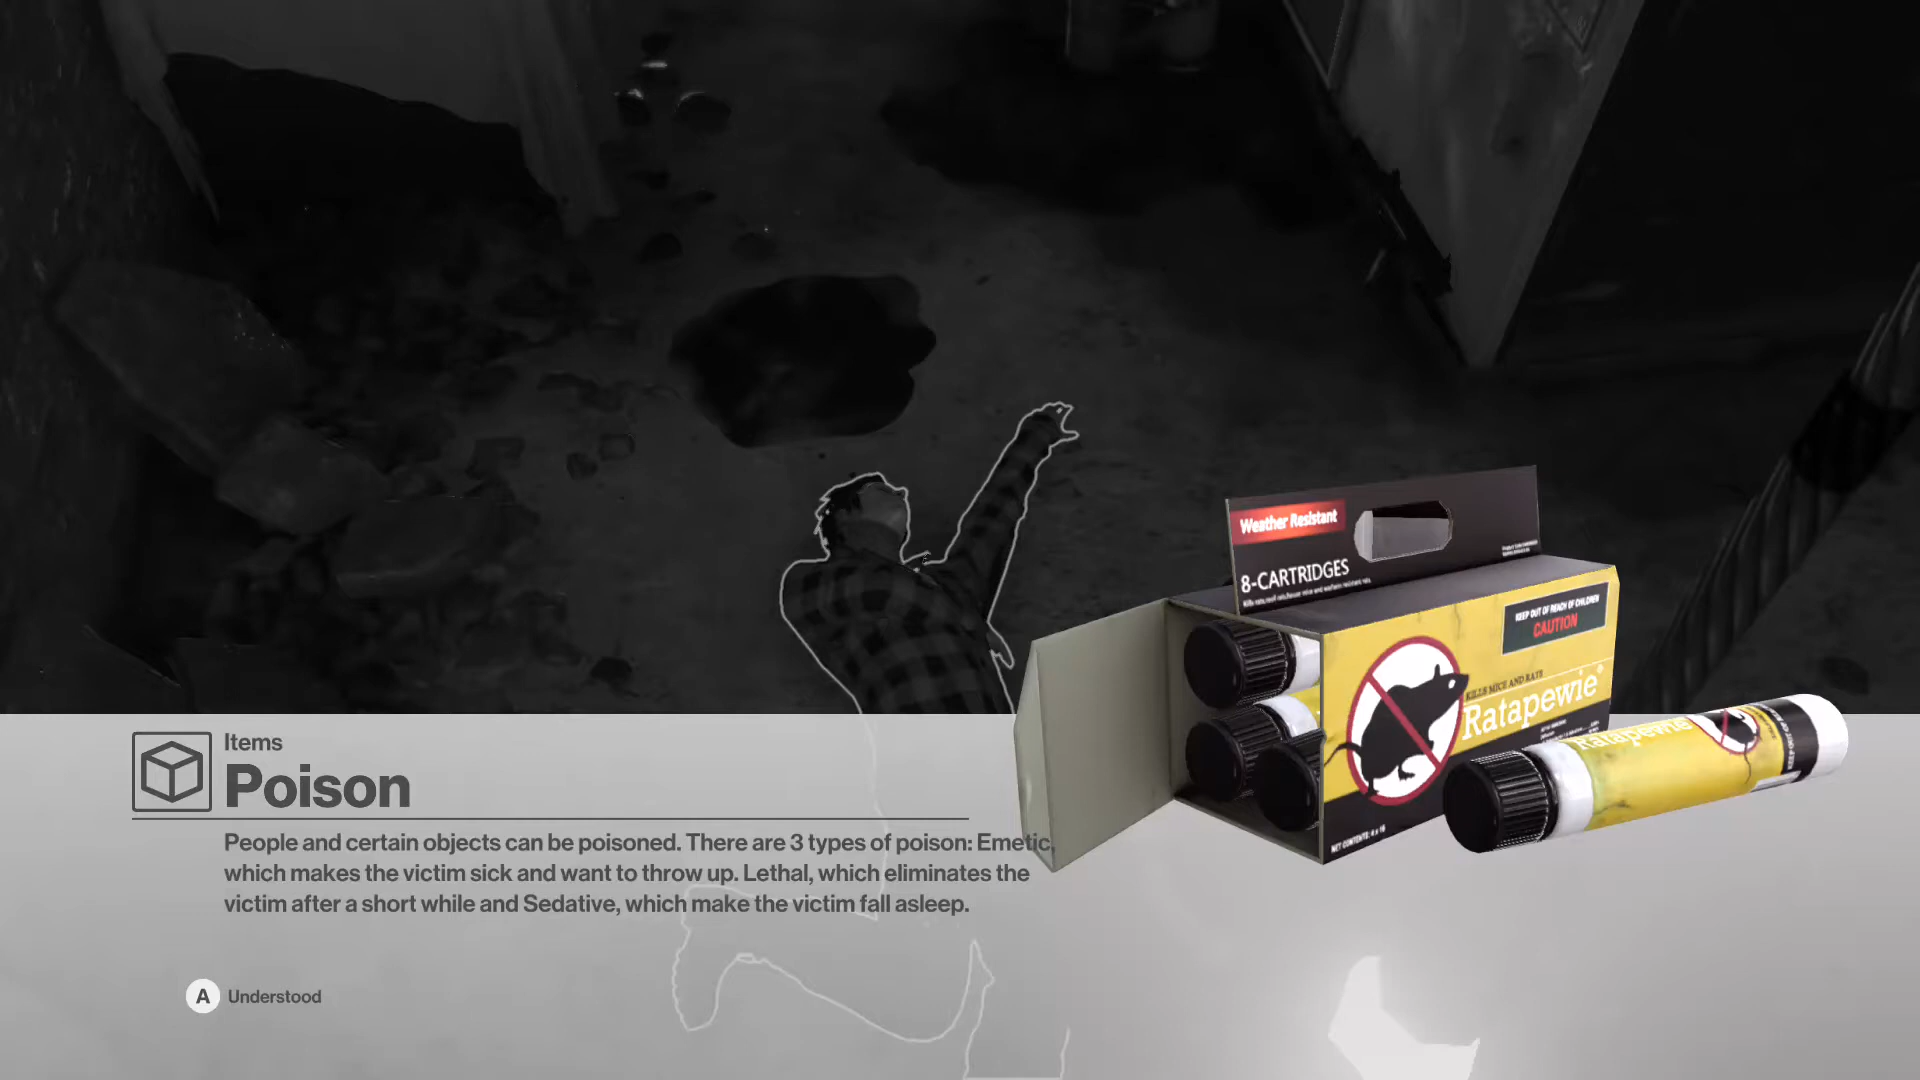 Weather Resistant
8-CARTRIDGES
KEEP OUT OF REACH OF CHILDREN
CAUTION
KILLS MICE AND RATS
Ratapewie®
Ratapewie
Items
Poison
People and certain objects can be poisoned. There are 3 types of poison: Emetic,
which makes the victim sick and want to throw up. Lethal, which eliminates the
victim after a short while and Sedative, which make the victim fall asleep.
A Understood